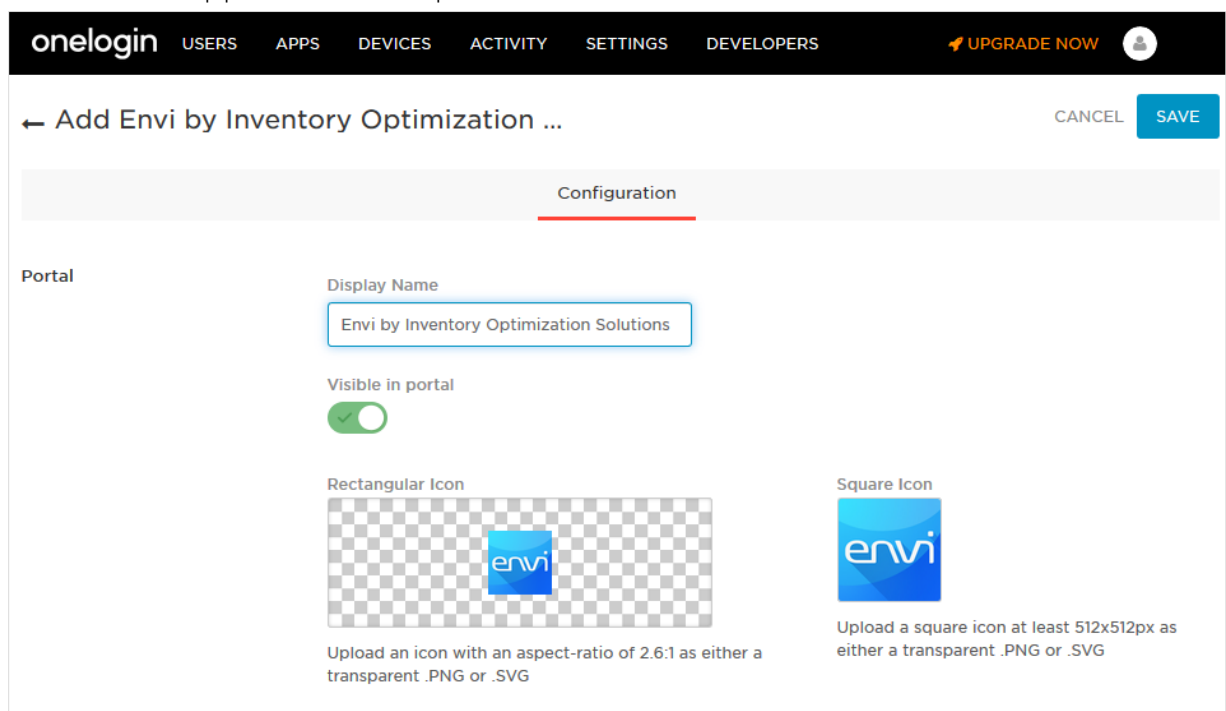 onelogin USERS APPS DEVICES ACTIVITY SETTINGS DEVELOPERS UPGRADE NOW
← Add Envi by Inventory Optimization ...
CANCEL SAVE
Configuration
Portal
Display Name
Envi by Inventory Optimization Solutions
Visible in portal
Rectangular Icon
envi
Upload an icon with an aspect-ratio of 2.6:1 as either a
transparent .PNG or .SVG
Square Icon
envi
Upload a square icon at least 512x512px as
either a transparent .PNG or .SVG